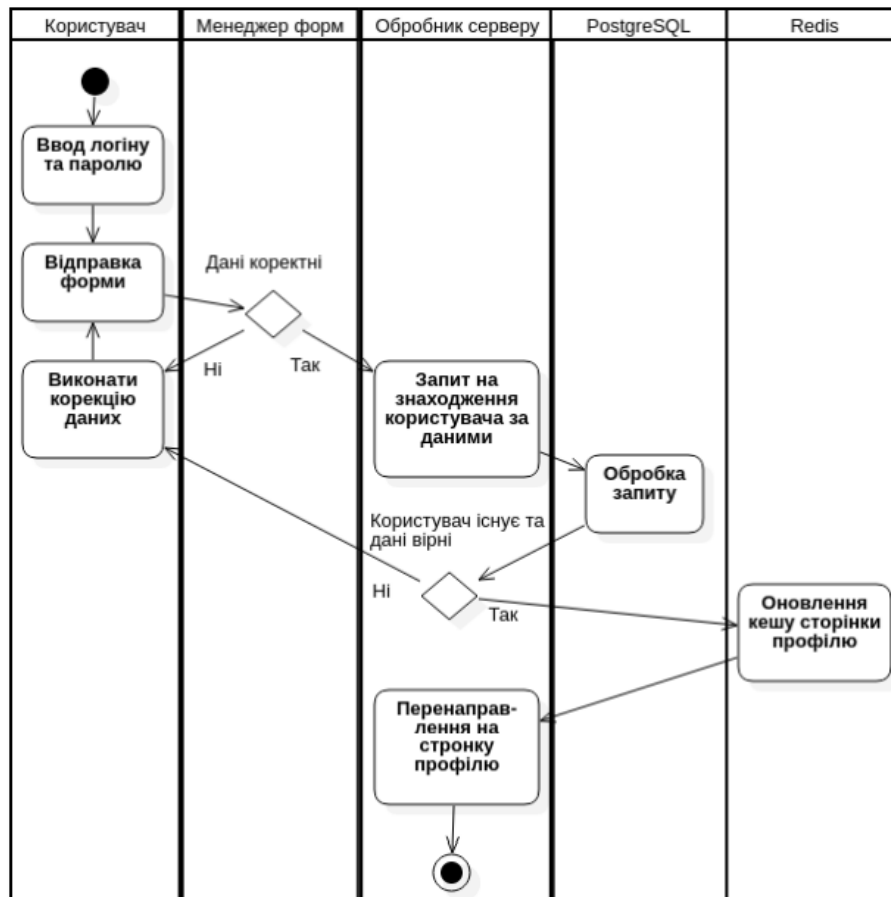 Користувач
Менеджер форм
Обробник серверу
PostgreSQL
Redis
Ввод логіну
та паролю
Відправка
форми
Дані коректні
Ні
Так
Виконати
корекцію
даних
Запит на
знаходження
користувача за
даними
Обробка
запиту
Користувач існує та
дані вірні
Ні
Так
Оновлення
кешу сторінки
профілю
Перенаправ-
лення на
стронку
профілю